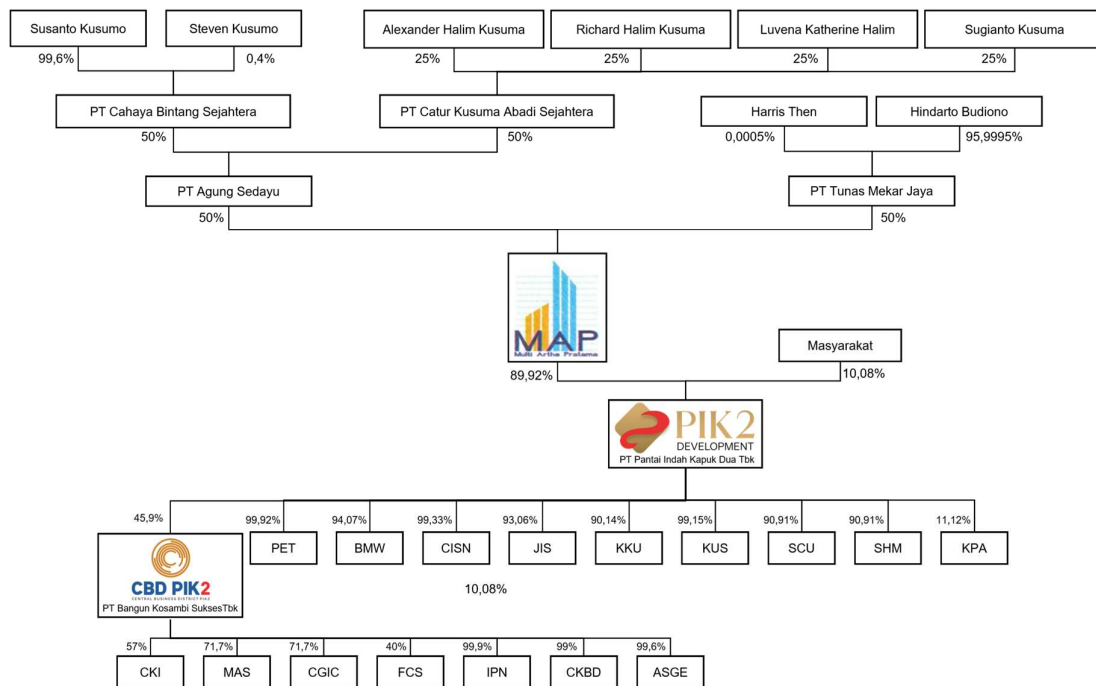 Susanto Kusumo
Steven Kusumo
Alexander Halim Kusuma
Richard Halim Kusuma
Luvena Katherine Halim
Sugianto Kusuma
99,6%
0,4%
25%
25%
25%
25%
PT Cahaya Bintang Sejahtera
PT Catur Kusuma Abadi Sejahtera
Harris Then
Hindarto Budiono
50%
50%
0,0005%
95,9995%
PT Agung Sedayu
PT Tunas Mekar Jaya
50%
50%
MAP
Multi Artha Pratama
Masyarakat
89,92%
10,08%
PIK2
DEVELOPMENT
PT Pantai Indah Kapuk Dua Tbk
45,9%
99,92%
94,07%
99,33%
93,06%
90,14%
99,15%
90,91%
90,91%
11,12%
PET
BMW
CISN
JIS
KKU
KUS
SCU
SHM
KPA
CBD PIK2
CENTRAL BUSINESS DISTRICT PIK2
PT Bangun Kosambi SuksesTbk
10,08%
57%
71,7%
71,7%
40%
99,9%
99%
99,6%
CKI
MAS
CGIC
FCS
IPN
CKBD
ASGE